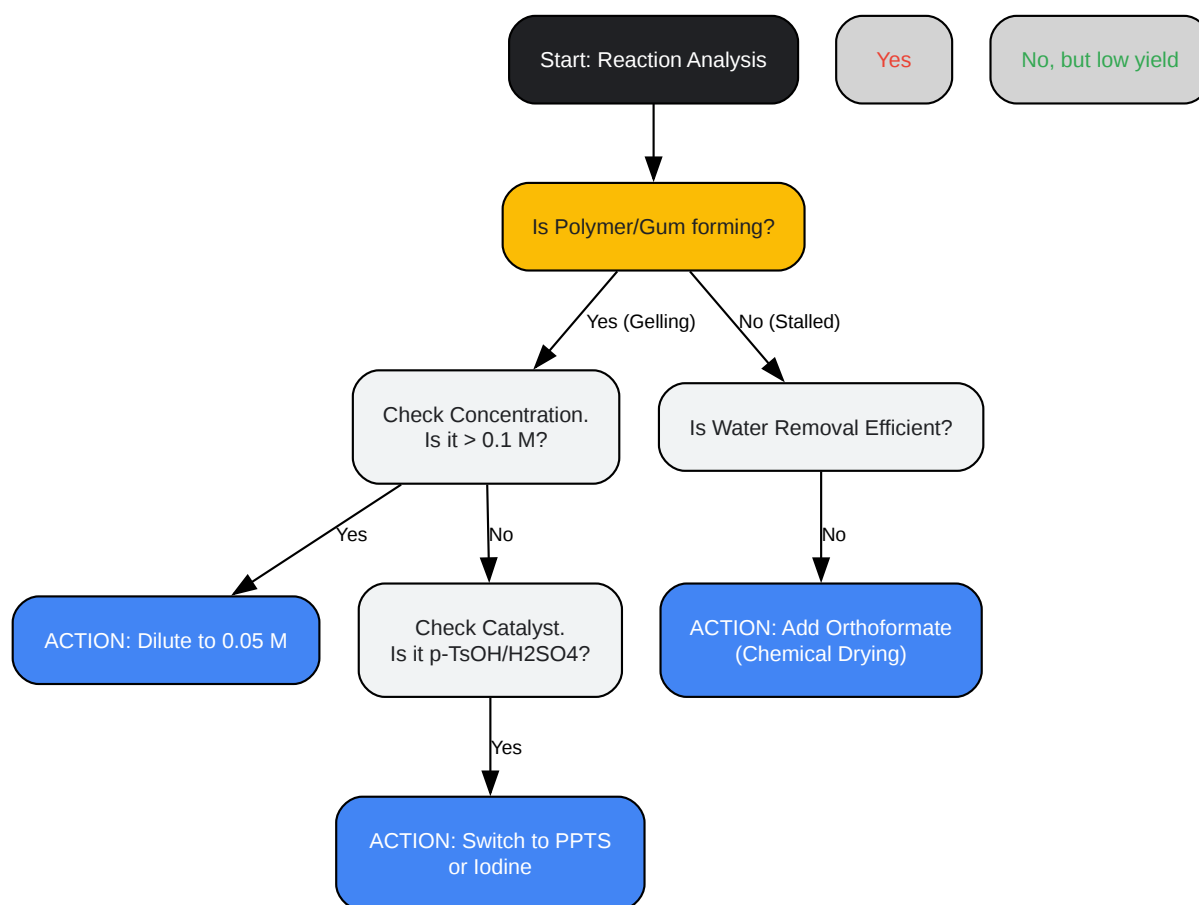 Start: Reaction Analysis
Yes
No, but low yield
Is Polymer/Gum forming?
Yes (Gelling)
No (Stalled)
Check Concentration.
Is it > 0.1 M?
Is Water Removal Efficient?
Yes
No
No
ACTION: Dilute to 0.05 M
Check Catalyst.
Is it p-TsOH/H2SO4?
ACTION: Add Orthoformate
(Chemical Drying)
Yes
ACTION: Switch to PPTS
or Iodine